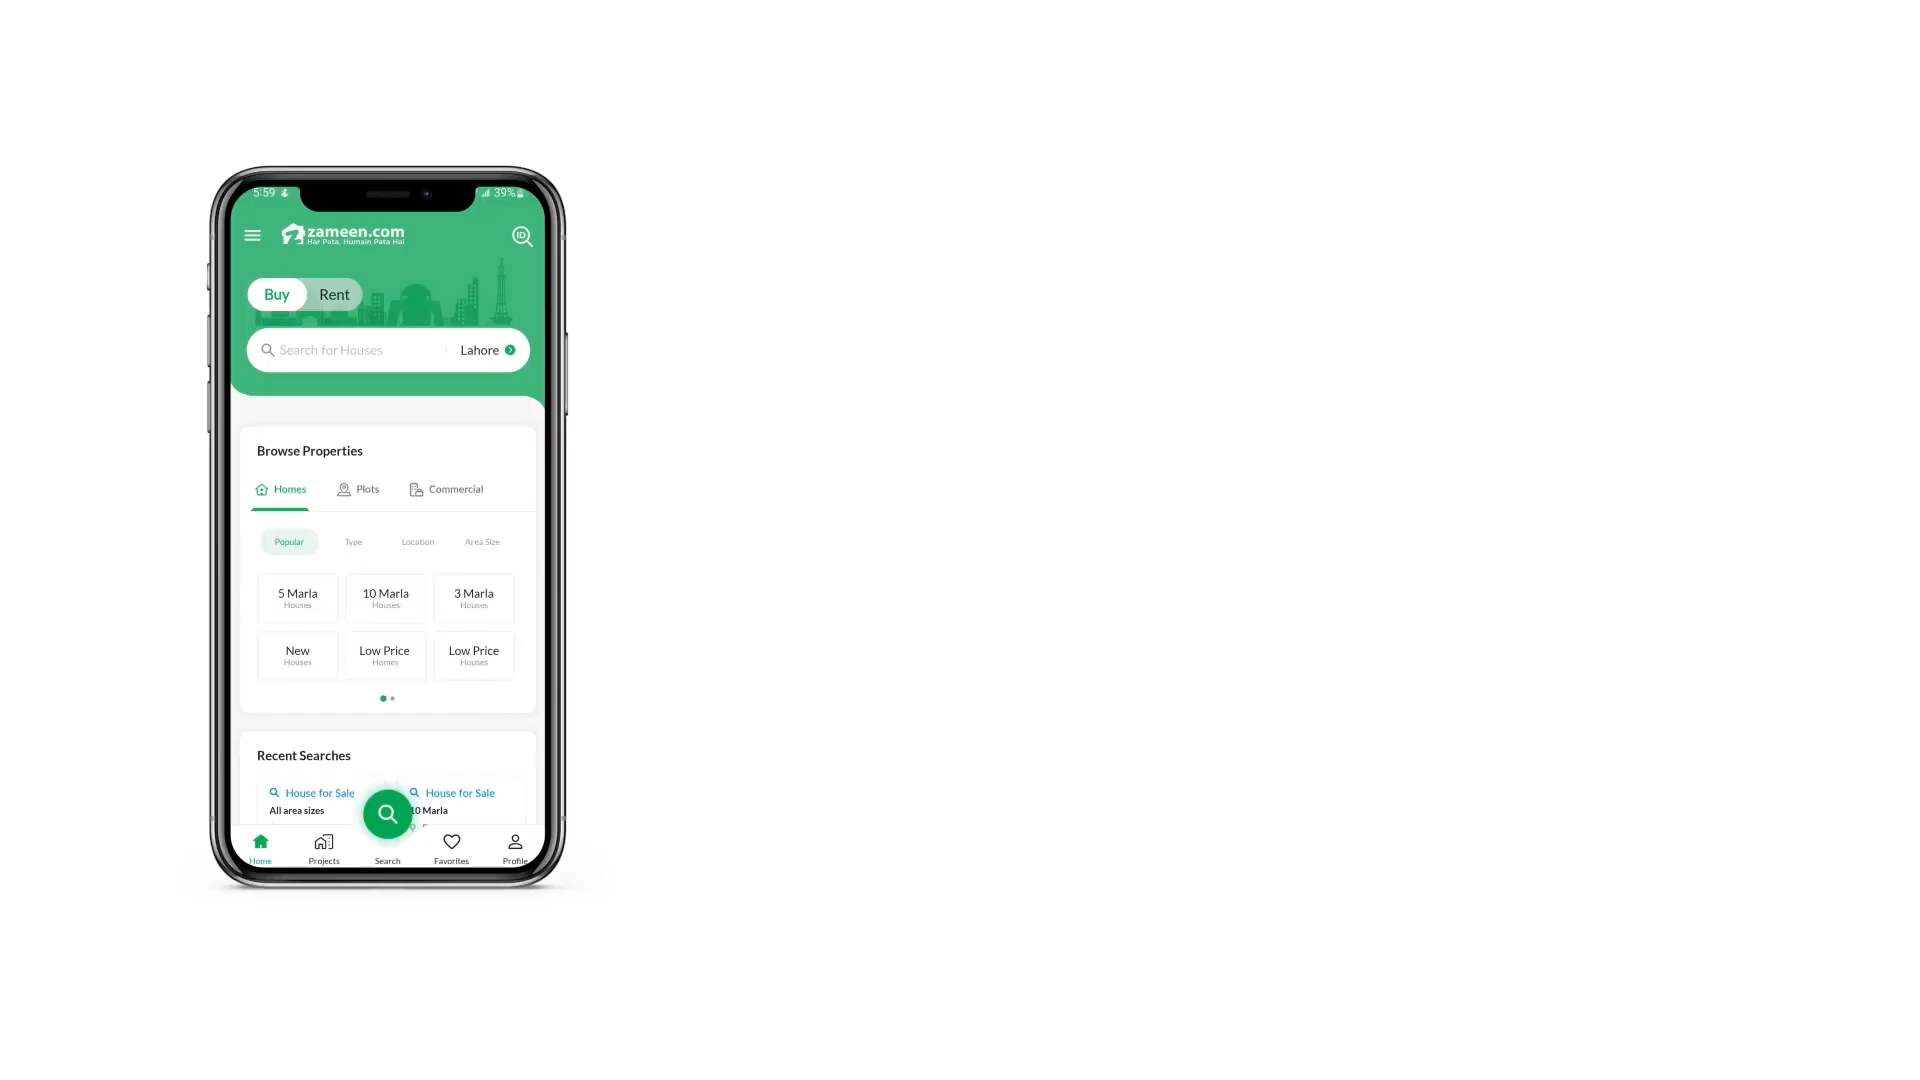 5:59 39%
zameen.com
Har Pata, Humain Pata Hai
ID
Buy Rent
Search for Houses Lahore
Browse Properties
Homes Plots Commercial
Popular Type Location Area Size
5 Marla 10 Marla 3 Marla
Houses Houses Houses
New Low Price Low Price
Houses Homes Houses
Recent Searches
House for Sale House for Sale
All area sizes 10 Marla
Home Projects Search Favorites Profile